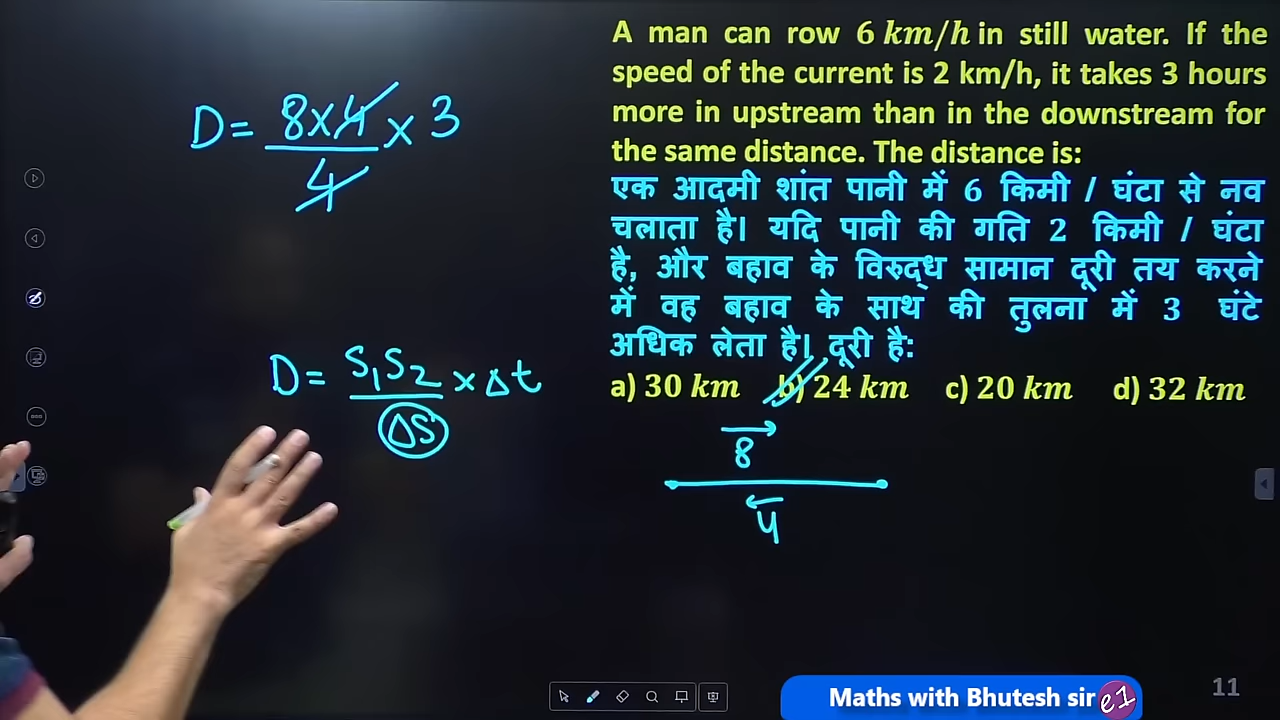 A man can row 6 km/h in still water. If the
speed of the current is 2 km/h, it takes 3 hours
more in upstream than in the downstream for
the same distance. The distance is:
एक आदमी शांत पानी में 6 किमी / घंटा से नव
चलाता है। यदि पानी की गति 2 किमी / घंटा
है, और बहाव के विरुद्ध सामान दूरी तय करने
में वह बहाव के साथ की तुलना में 3 घंटे
अधिक लेता है। दूरी है:
a) 30 km b) 24 km c) 20 km d) 32 km
D = 8x4/4 x 3
D = S₁S₂/ΔS x Δt
8
4
Maths with Bhutesh sir e1
11